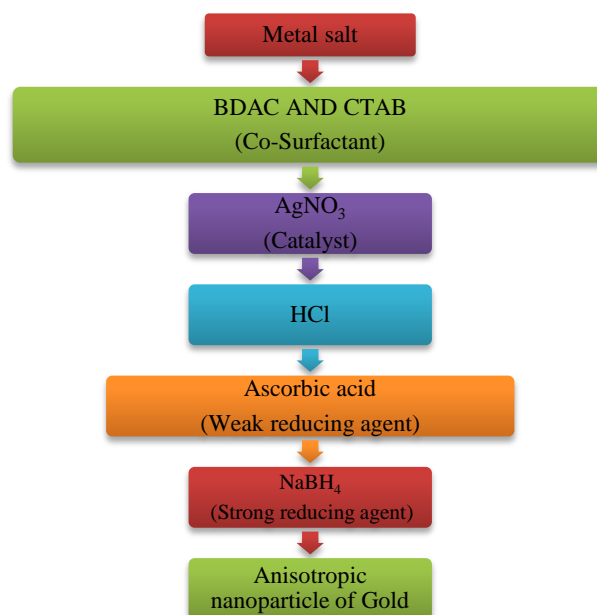 Metal salt
BDAC AND CTAB
(Co-Surfactant)
AgNO₃
(Catalyst)
HCl
Ascorbic acid
(Weak reducing agent)
NaBH₄
(Strong reducing agent)
Anisotropic
nanoparticle of Gold